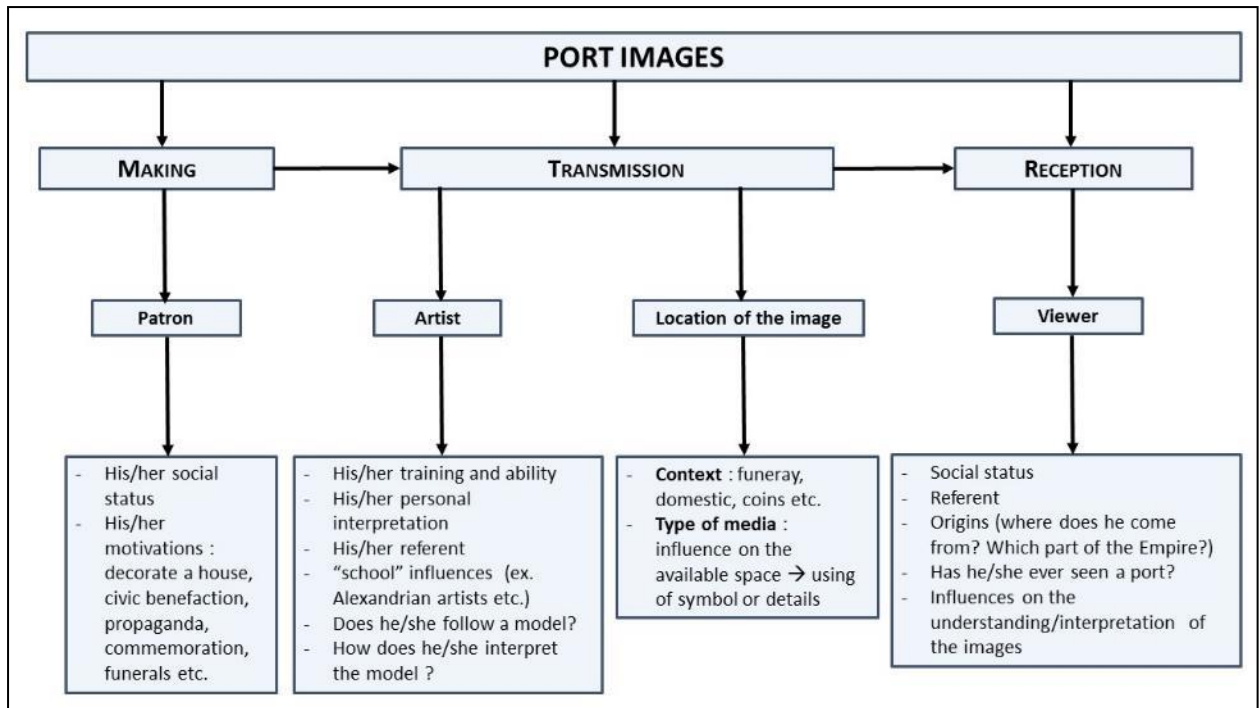 PORT IMAGES
MAKING
TRANSMISSION
RECEPTION
Patron
Artist
Location of the image
Viewer
- His/her social
status
- His/her
motivations :
decorate a house,
civic benefaction,
propaganda,
commemoration,
funerals etc.
- His/her training and ability
- His/her personal
interpretation
- His/her referent
- “school” influences (ex.
Alexandrian artists etc.)
- Does he/she follow a model?
- How does he/she interpret
the model ?
- Context : funeray,
domestic, coins etc.
- Type of media :
influence on the
available space → using
of symbol or details
- Social status
- Referent
- Origins (where does he come
from? Which part of the Empire?)
- Has he/she ever seen a port?
- Influences on the
understanding/interpretation of
the images